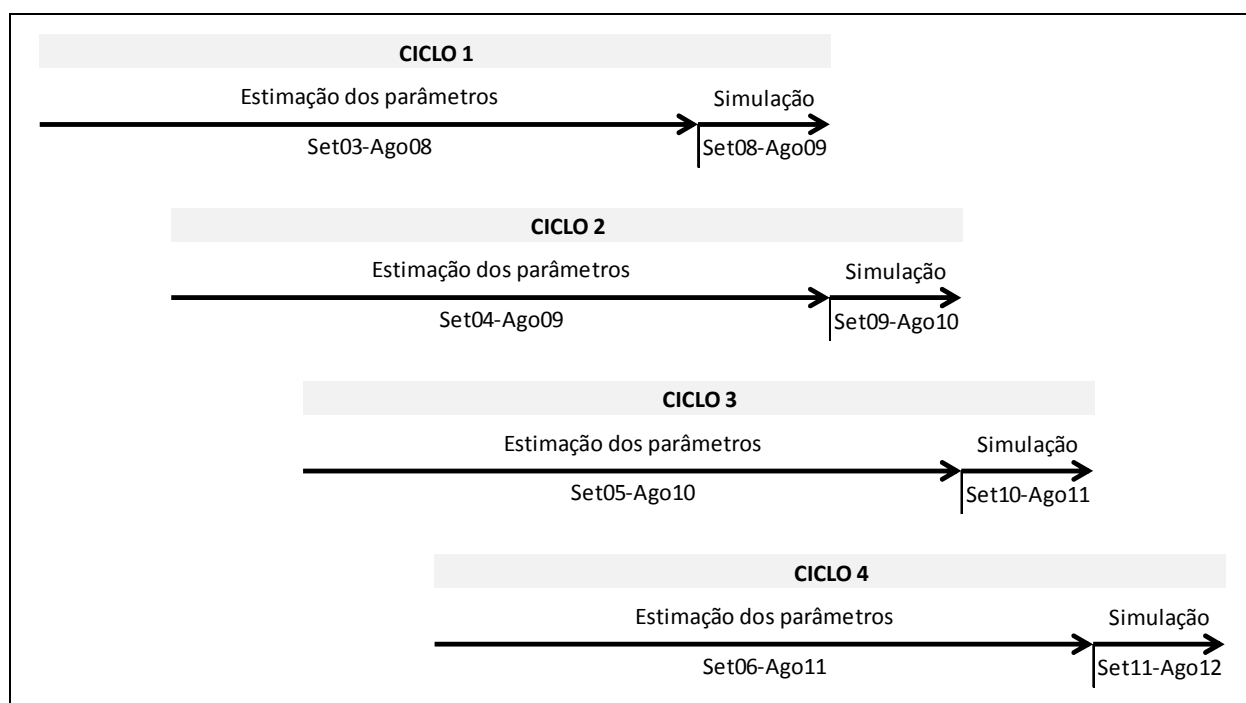 CICLO 1
Estimação dos parâmetros
Simulação
Set03-Ago08
Set08-Ago09
CICLO 2
Estimação dos parâmetros
Simulação
Set04-Ago09
Set09-Ago10
CICLO 3
Estimação dos parâmetros
Simulação
Set05-Ago10
Set10-Ago11
CICLO 4
Estimação dos parâmetros
Simulação
Set06-Ago11
Set11-Ago12